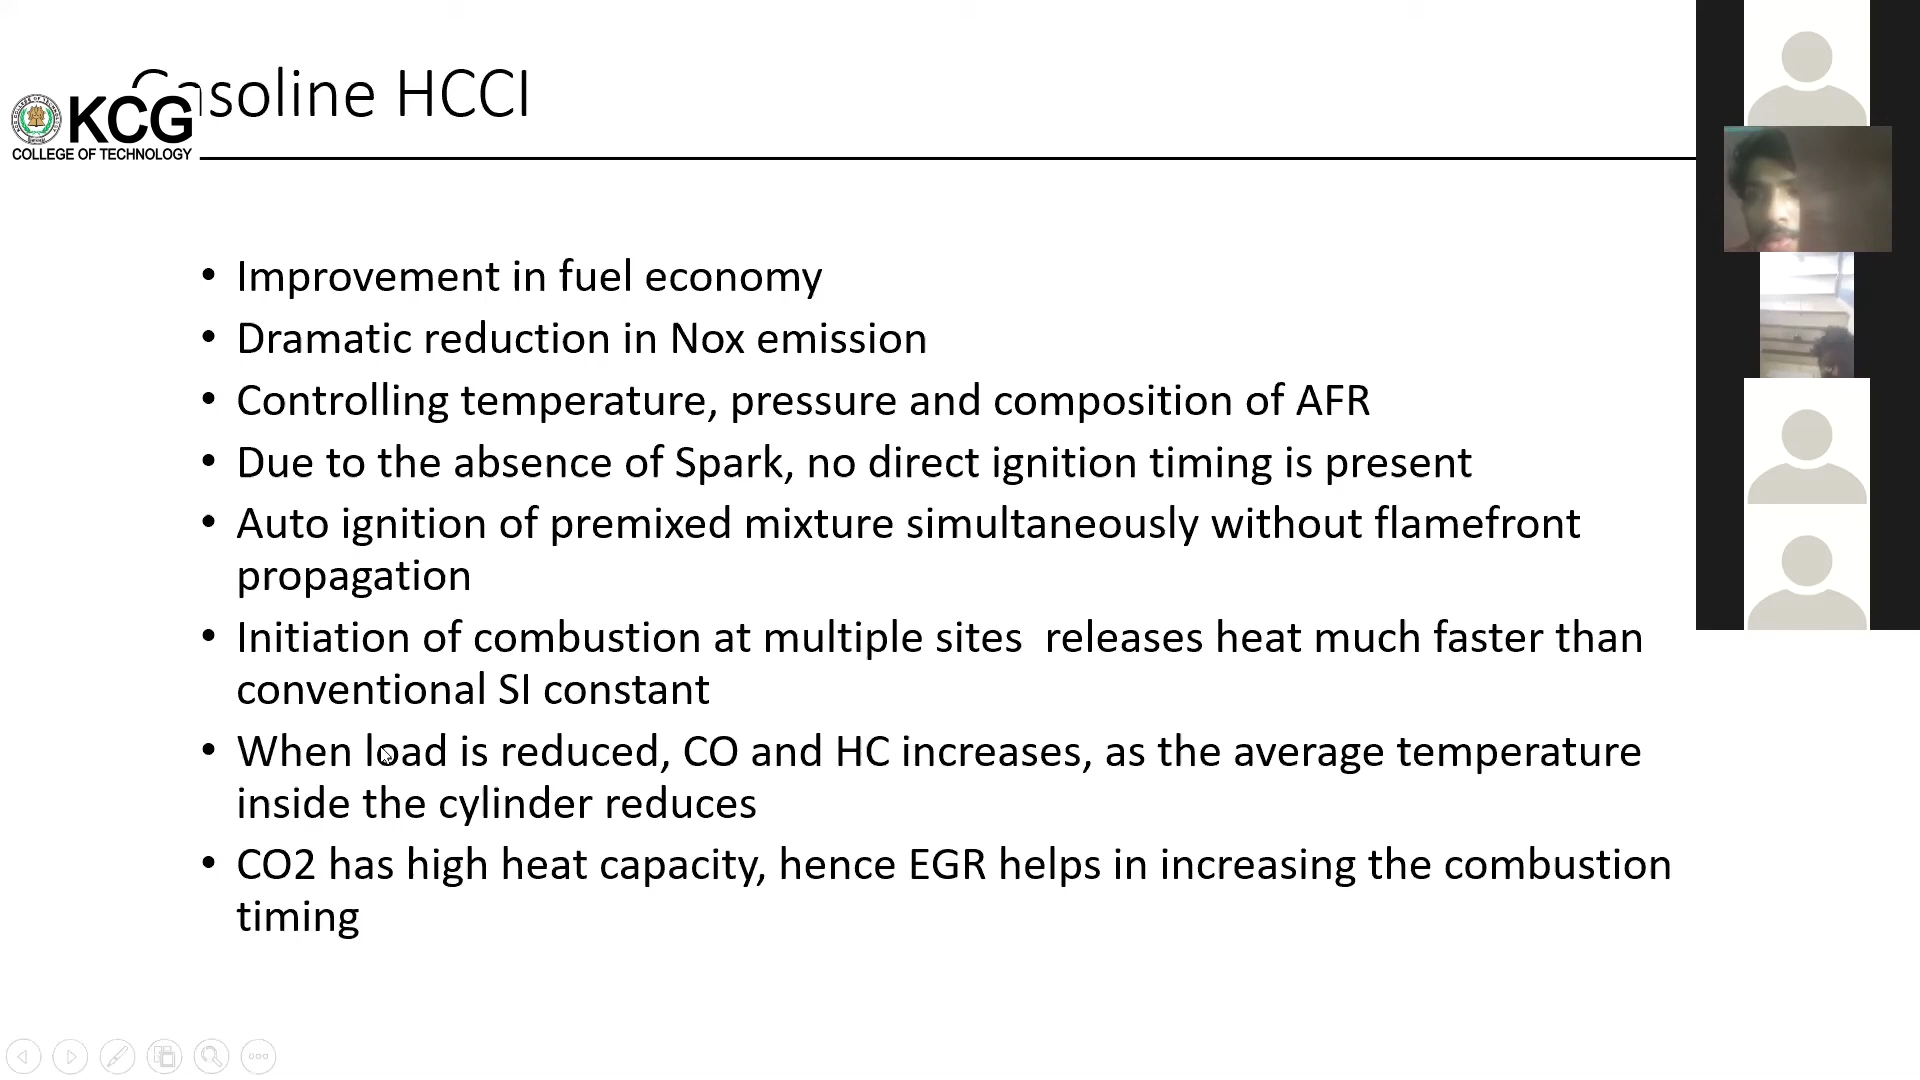 Gasoline HCCI
KCG
COLLEGE OF TECHNOLOGY
• Improvement in fuel economy
• Dramatic reduction in Nox emission
• Controlling temperature, pressure and composition of AFR
• Due to the absence of Spark, no direct ignition timing is present
• Auto ignition of premixed mixture simultaneously without flamefront
propagation
• Initiation of combustion at multiple sites  releases heat much faster than
conventional SI constant
• When load is reduced, CO and HC increases, as the average temperature
inside the cylinder reduces
• CO2 has high heat capacity, hence EGR helps in increasing the combustion
timing